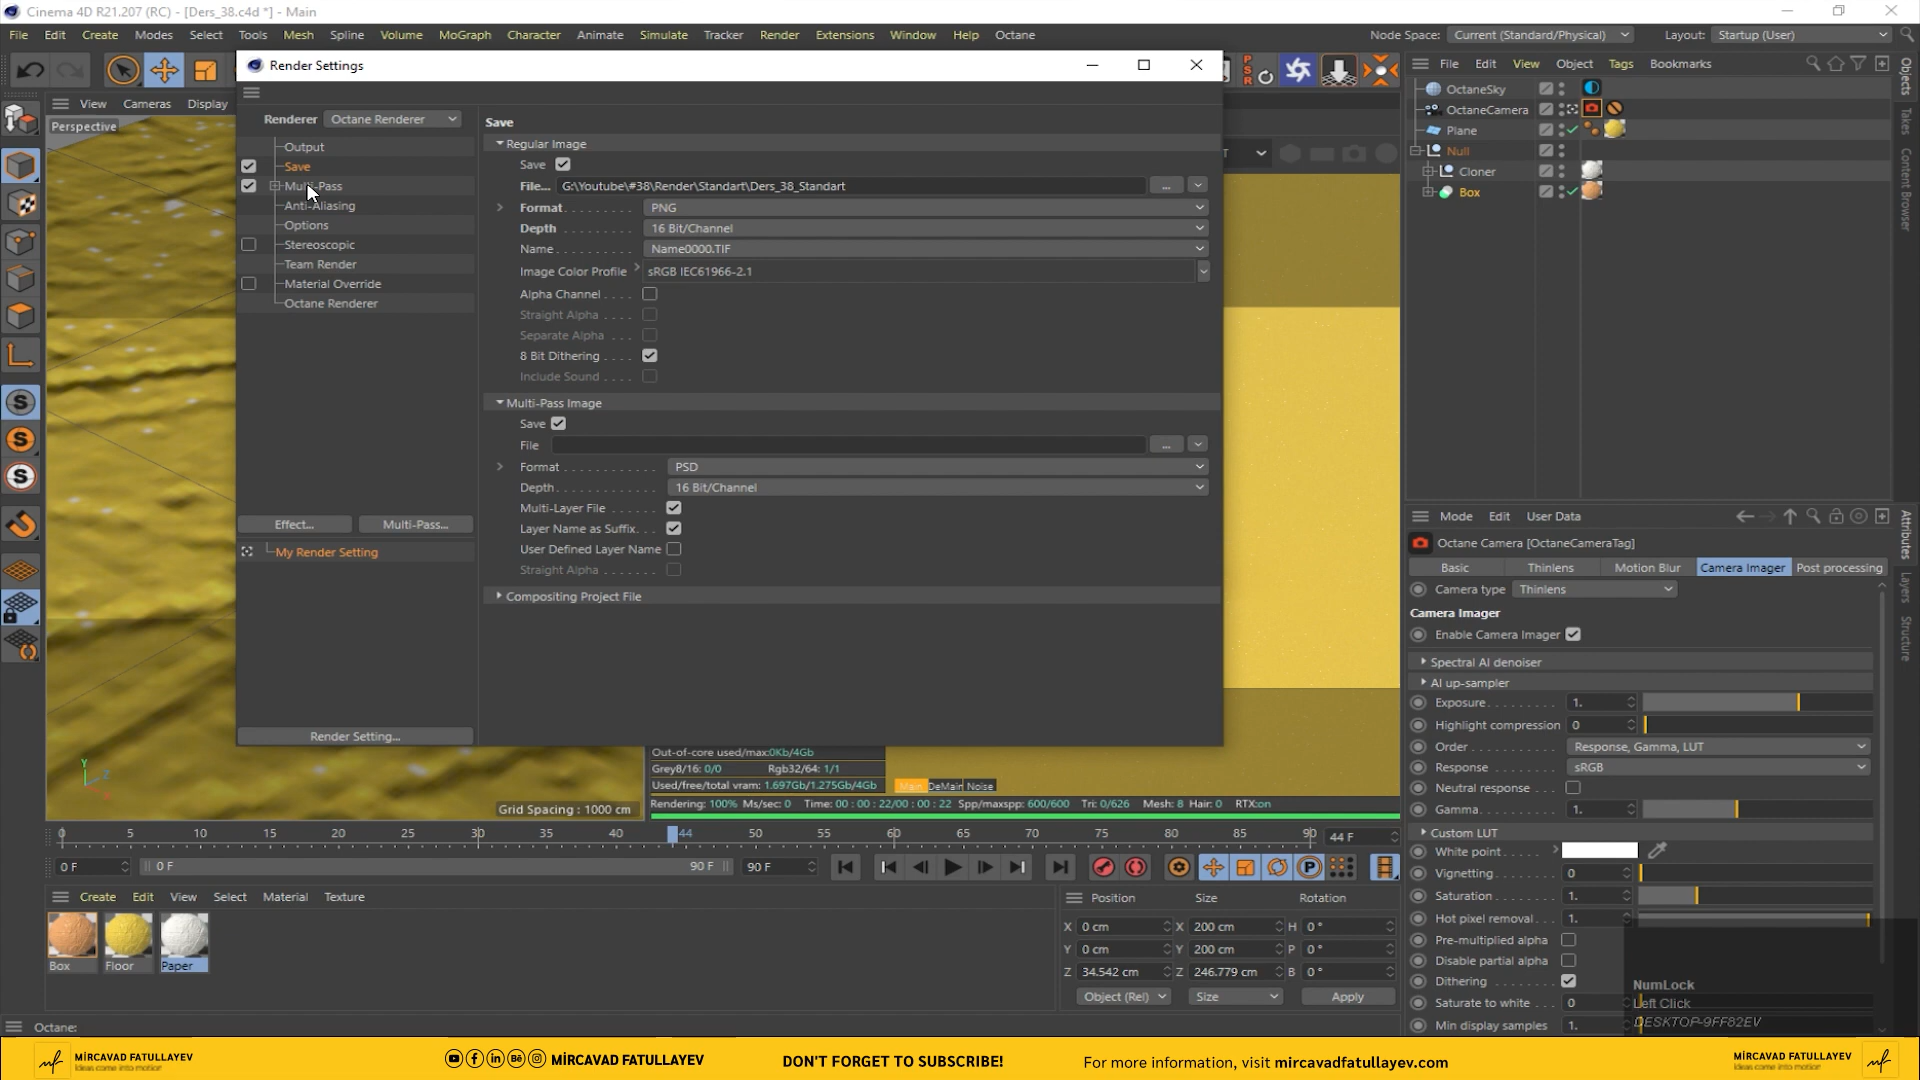 Cinema 4D R21.207 (RC) - [Ders_38.c4d *] - Main
File Edit Create Modes Select Tools Mesh Spline Volume MoGraph Character Animate Simulate Tracker Render Extensions Window Help Octane
Node Space: Current (Standard/Physical) Layout: Startup (User)
Render Settings
View Cameras Display
Perspective
Renderer Octane Renderer
Output
Save
Multi-Pass
Anti-Aliasing
Options
Stereoscopic
Team Render
Material Override
Octane Renderer
Effect... Multi-Pass...
My Render Setting
Render Setting...
Save
Regular Image
Save
File... G:\Youtube\#38\Render\Standart\Ders_38_Standart ...
Format PNG
Depth 16 Bit/Channel
Name Name0000.TIF
Image Color Profile sRGB IEC61966-2.1
Alpha Channel
Straight Alpha
Separate Alpha
8 Bit Dithering
Include Sound
Multi-Pass Image
Save
File ...
Format PSD
Depth 16 Bit/Channel
Multi-Layer File
Layer Name as Suffix
User Defined Layer Name
Straight Alpha
Compositing Project File
T
PSR
File Edit View Object Tags Bookmarks
OctaneSky
OctaneCamera
Plane
Null
Cloner
Box
Objects
Takes
Content Browser
Attributes
Layers
Structure
Mode Edit User Data
Octane Camera [OctaneCameraTag]
Basic Thinlens Motion Blur Camera Imager Post processing
Camera type Thinlens
Camera Imager
Enable Camera Imager
Spectral AI denoiser
AI up-sampler
Exposure 1.
Highlight compression 0
Order Response, Gamma, LUT
Response sRGB
Neutral response
Gamma 1.
Custom LUT
White point
Vignetting 0
Saturation 1.
Hot pixel removal 1.
Pre-multiplied alpha
Disable partial alpha
Dithering
Saturate to white 0
Min display samples 1.
NumLock
Left Click
DESKTOP-9FF82EV
Y
Z
X
Grid Spacing : 1000 cm
Out-of-core used/max:0Kb/4Gb
Grey8/16: 0/0 Rgb32/64: 1/1
Used/free/total vram: 1.697Gb/1.275Gb/4Gb Main DeMain Noise
Rendering: 100% Ms/sec: 0 Time: 00 : 00 : 22/00 : 00 : 22 Spp/maxspp: 600/600 Tri: 0/626 Mesh: 8 Hair: 0 RTX:on
0 5 10 15 20 25 30 35 40 44 50 55 60 65 70 75 80 85 90 44 F
0 F 0 F 90 F 90 F
P
Create Edit View Select Material Texture
Box Floor Paper
Position Size Rotation
X 0 cm X 200 cm H 0 °
Y 0 cm Y 200 cm P 0 °
Z 34.542 cm Z 246.779 cm B 0 °
Object (Rel) Size Apply
Octane:
mf MİRCAVAD FATULLAYEV
Ideas come into motion
MİRCAVAD FATULLAYEV
DON'T FORGET TO SUBSCRIBE!
For more information, visit mircavadfatullayev.com
MİRCAVAD FATULLAYEV mf
Ideas come into motion